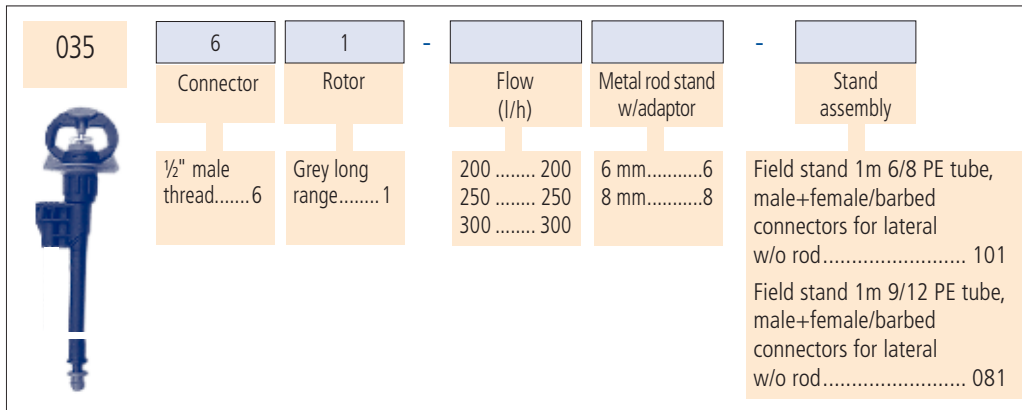 035
6
1
-
-
Connector
Rotor
Flow
(l/h)
Metal rod stand
w/adaptor
Stand
assembly
½" male
thread.......6
Grey long
range........1
200 ........ 200
250 ........ 250
300 ........ 300
6 mm...........6
8 mm..........8
Field stand 1m 6/8 PE tube,
male+female/barbed
connectors for lateral
w/o rod......................... 101
Field stand 1m 9/12 PE tube,
male+female/barbed
connectors for lateral
w/o rod......................... 081